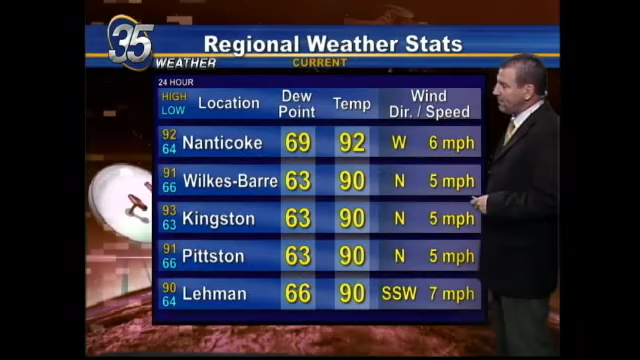 35
WEATHER
Regional Weather Stats
CURRENT
24 HOUR
HIGH
LOW
Location
Dew
Point
Temp
Wind
Dir. / Speed
92
64
Nanticoke 69 92 W 6 mph
91
66
Wilkes-Barre 63 90 N 5 mph
93
63
Kingston 63 90 N 5 mph
91
66
Pittston 63 90 N 5 mph
90
64
Lehman 66 90 SSW 7 mph